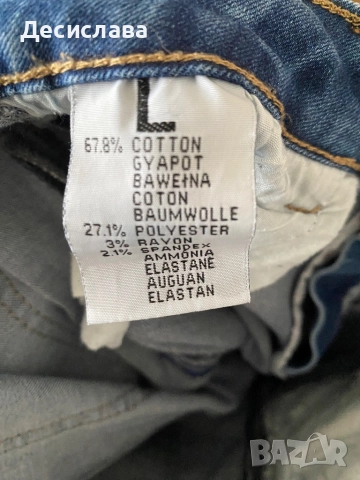 Десислава
L
67.8% COTTON
GYAPOT
BAWEŁNA
COTON
BAUMWOLLE
27.1% POLYESTER
3% RAYON
2.1% SPANDEX
AMMÓNIA
ELASTANE
AUGUAN
ELASTAN
BAZAR